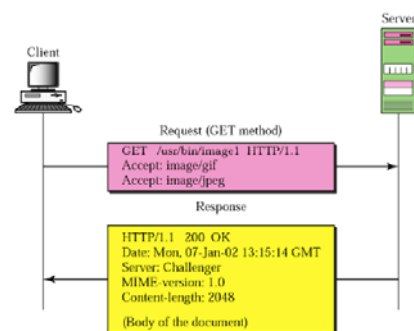 Server
Client
Request (GET method)
GET /usr/bin/image1 HTTP/1.1
Accept: image/gif
Accept: image/jpeg
Response
HTTP/1.1 200 OK
Date: Mon, 07-Jan-02 13:15:14 GMT
Server: Challenger
MIME-version: 1.0
Content-length: 2048
(Body of the document)